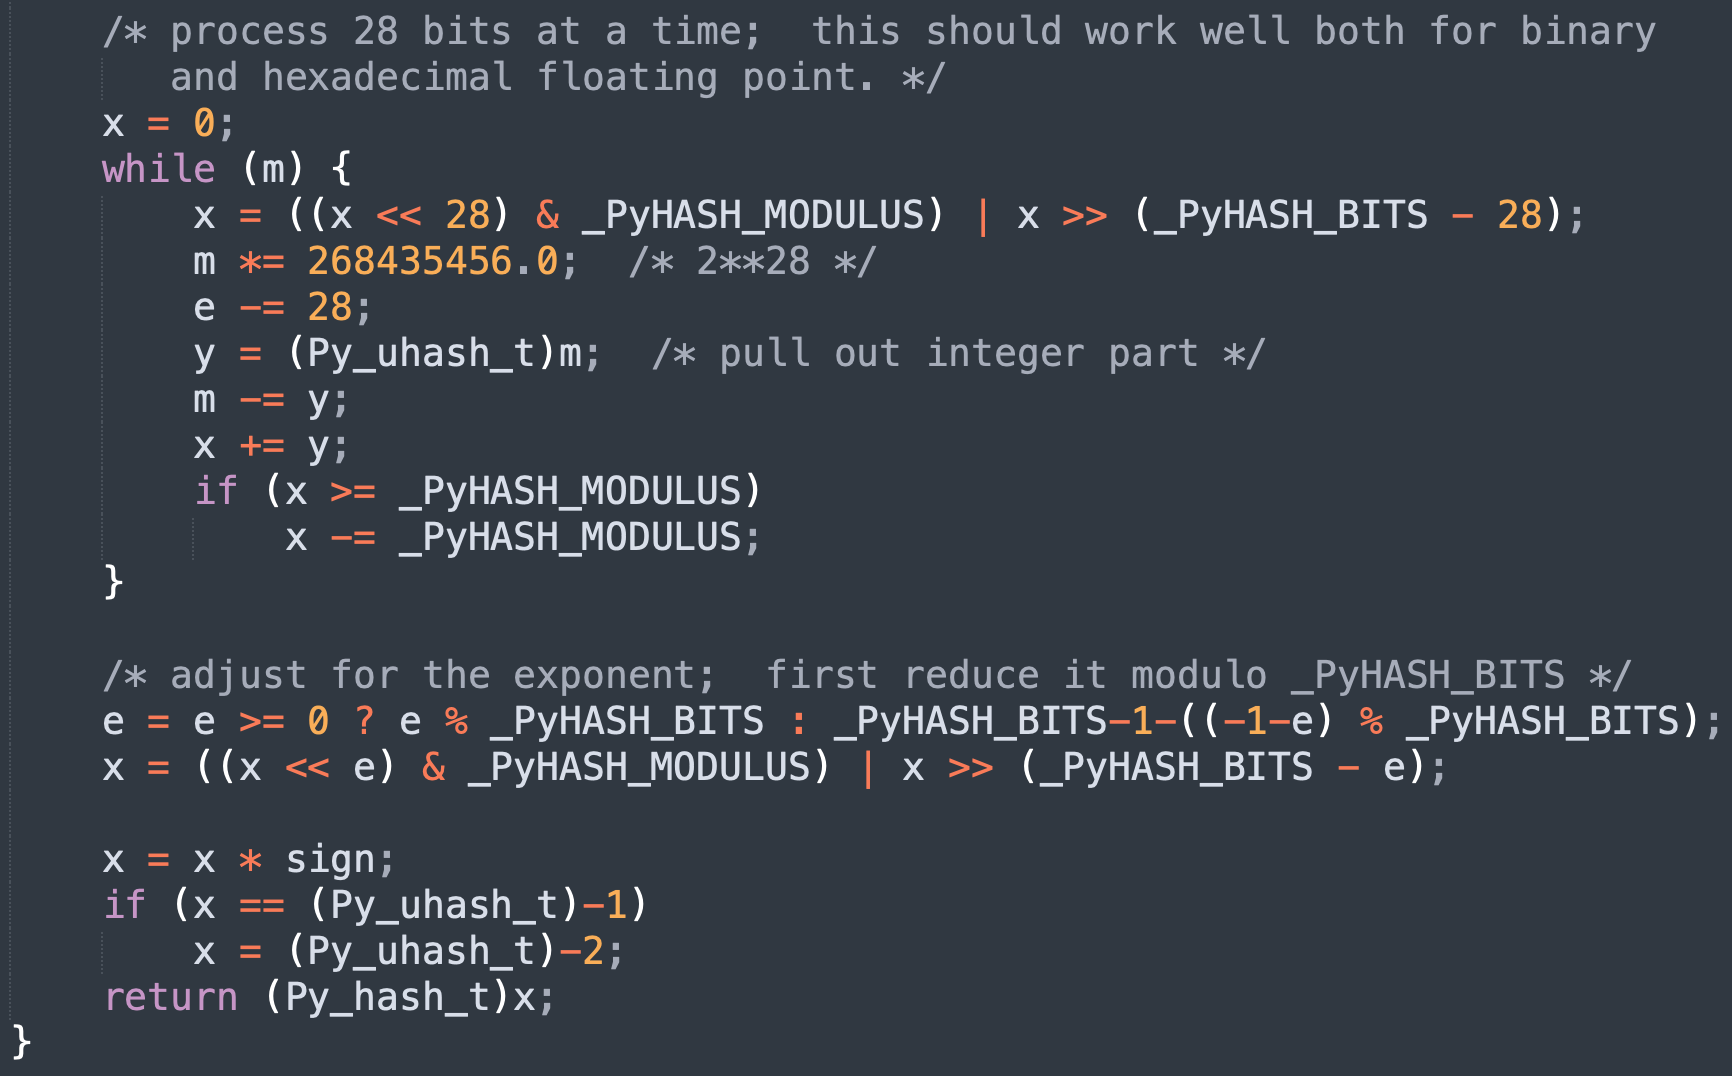 /* process 28 bits at a time;  this should work well both for binary
   and hexadecimal floating point. */
x = 0;
while (m) {
    x = ((x << 28) & _PyHASH_MODULUS) | x >> (_PyHASH_BITS - 28);
    m *= 268435456.0;  /* 2**28 */
    e -= 28;
    y = (Py_uhash_t)m;  /* pull out integer part */
    m -= y;
    x += y;
    if (x >= _PyHASH_MODULUS)
        x -= _PyHASH_MODULUS;
}

/* adjust for the exponent;  first reduce it modulo _PyHASH_BITS */
e = e >= 0 ? e % _PyHASH_BITS : _PyHASH_BITS-1-((-1-e) % _PyHASH_BITS);
x = ((x << e) & _PyHASH_MODULUS) | x >> (_PyHASH_BITS - e);

x = x * sign;
if (x == (Py_uhash_t)-1)
    x = (Py_uhash_t)-2;
return (Py_hash_t)x;
}